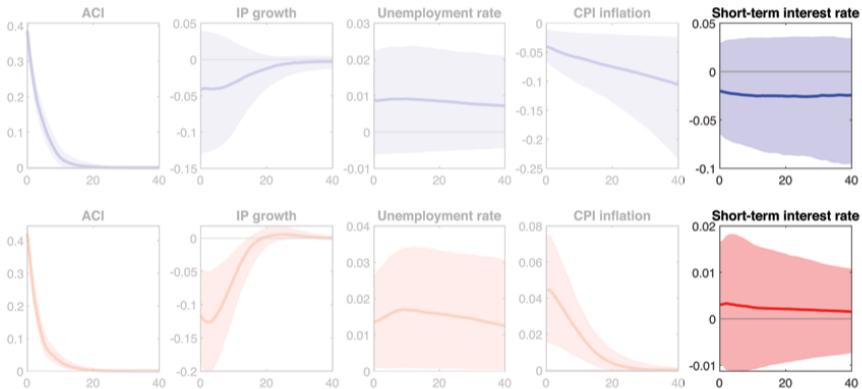 ACI IP growth Unemployment rate CPI inflation Short-term interest rate
0.4 0.05 0.03 0 0.05
0.3 0 0.02 -0.05 0
0.2 -0.05 0.01 -0.1 -0.05
0.1 -0.1 0 -0.15
-0.2
0 -0.15 -0.01 -0.25 -0.1
0 20 40 0 20 40 0 20 40 0 20 40 0 20 40
ACI IP growth Unemployment rate CPI inflation Short-term interest rate
0.4 0 0.04 0.08 0.02
0.3 -0.05 0.03 0.06 0.01
0.2 -0.1 0.02 0.04 0
0.1 -0.15 0.01 0.02 -0.01
0 -0.2 0 0
0 20 40 0 20 40 0 20 40 0 20 40 0 20 40